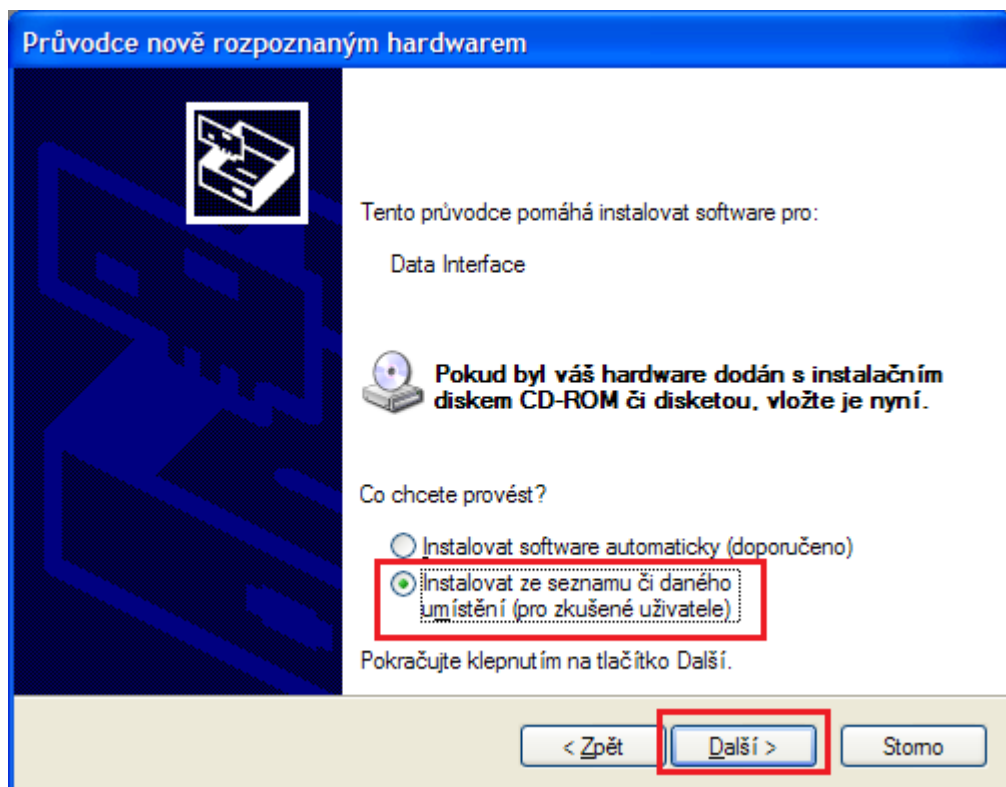 Průvodce nově rozpoznaným hardwarem
Tento průvodce pomáhá instalovat software pro:
Data Interface
Pokud byl váš hardware dodán s instalačním
diskem CD-ROM či disketou, vložte je nyní.
Co chcete provést?
Instalovat software automaticky (doporučeno)
Instalovat ze seznamu či daného
umístění (pro zkušené uživatele)
Pokračujte klepnutím na tlačítko Další.
< Zpět
Další >
Storno